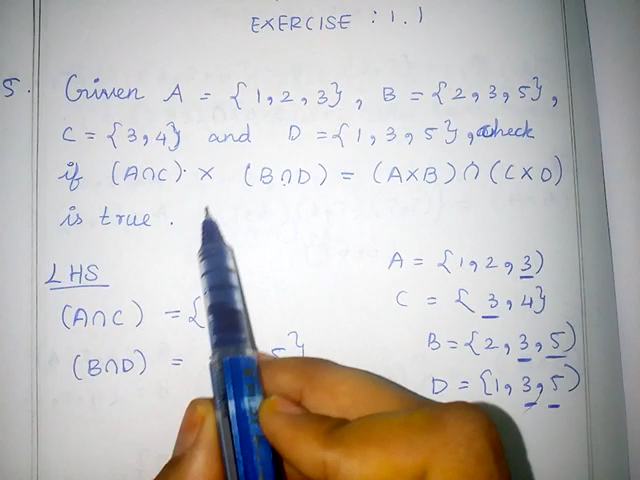 EXERCISE : 1.1
5. Given A = {1,2,3}, B = {2,3,5},
C = {3,4} and D = {1,3,5}, check
if (A∩C) × (B∩D) = (A×B) ∩ (C×D)
is true.
LHS
A = {1,2,3}
C = {3,4}
(A∩C) = {
B = {2,3,5}
(B∩D) = 5}
D = {1,3,5}